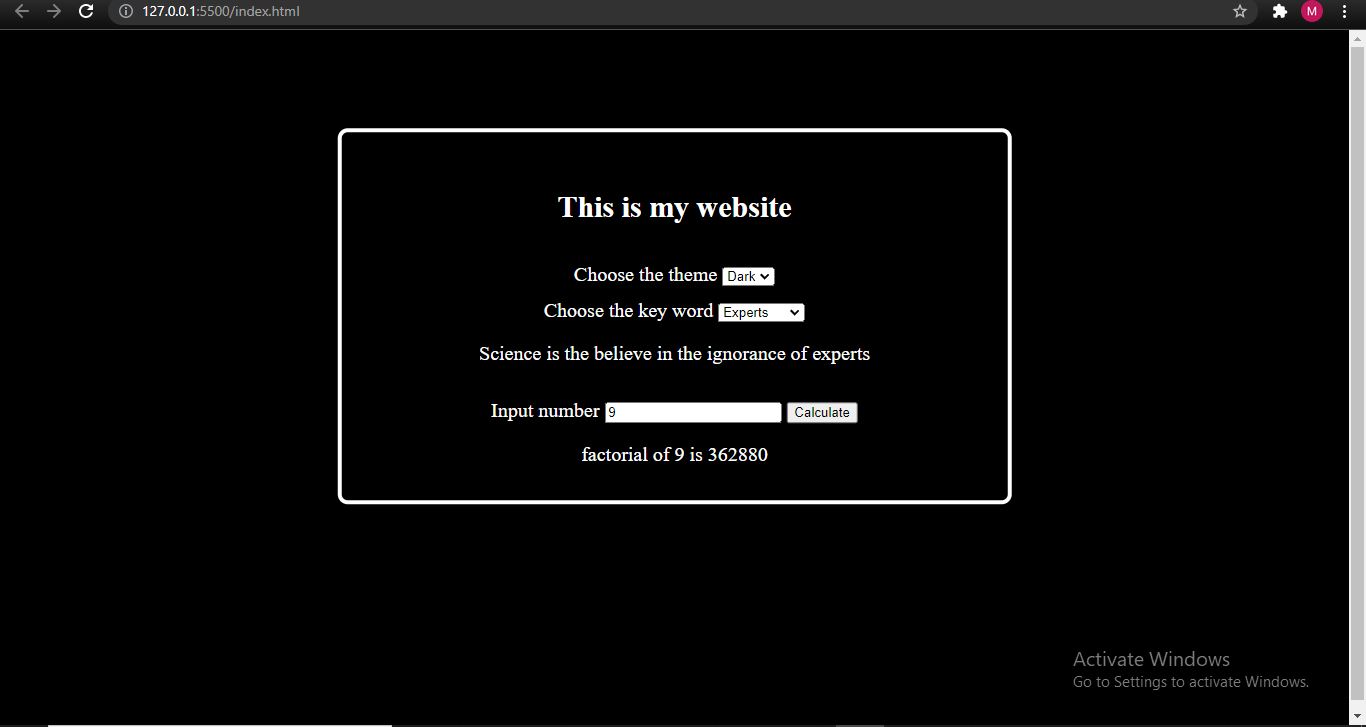 127.0.0.1:5500/index.html
M
This is my website
Choose the theme Dark
Choose the key word Experts
Science is the believe in the ignorance of experts
Input number 9 Calculate
factorial of 9 is 362880
Activate Windows
Go to Settings to activate Windows.